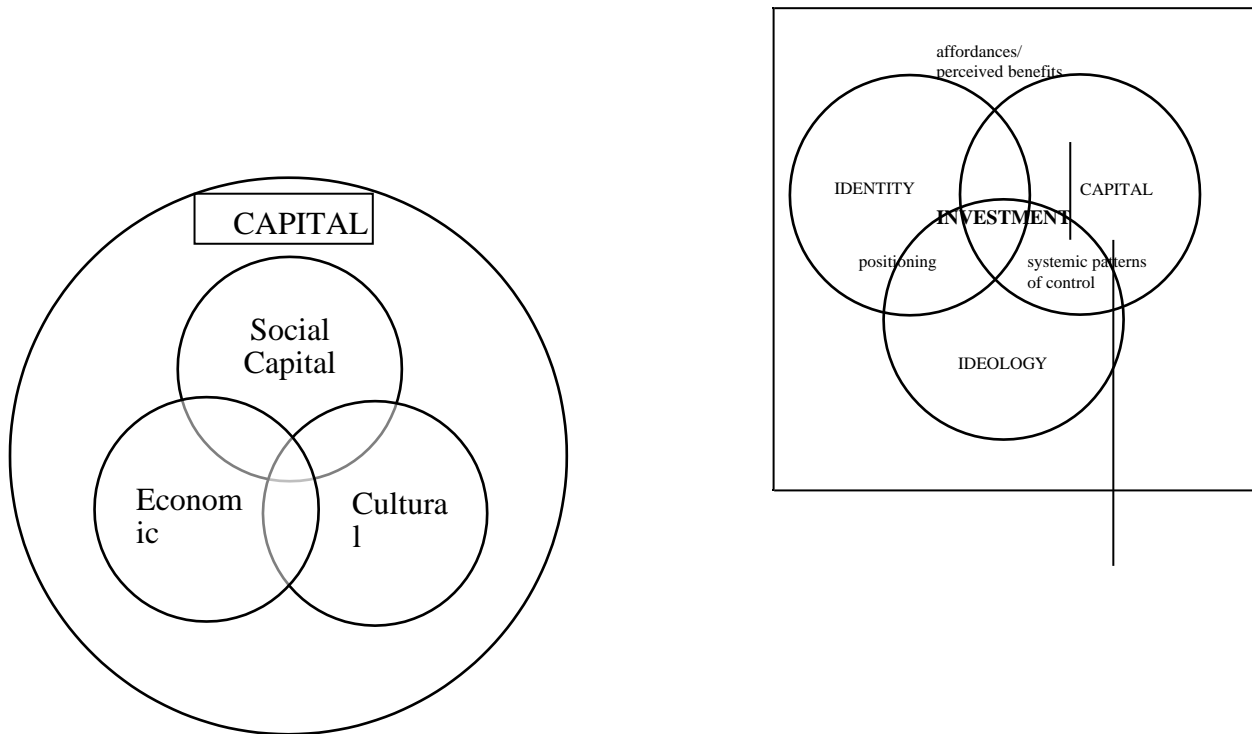 CAPITAL
Social
Capital
Econom
ic
Cultura
l
affordances/
perceived benefits
IDENTITY
CAPITAL
INVESTMENT
positioning
systemic patterns
of control
IDEOLOGY